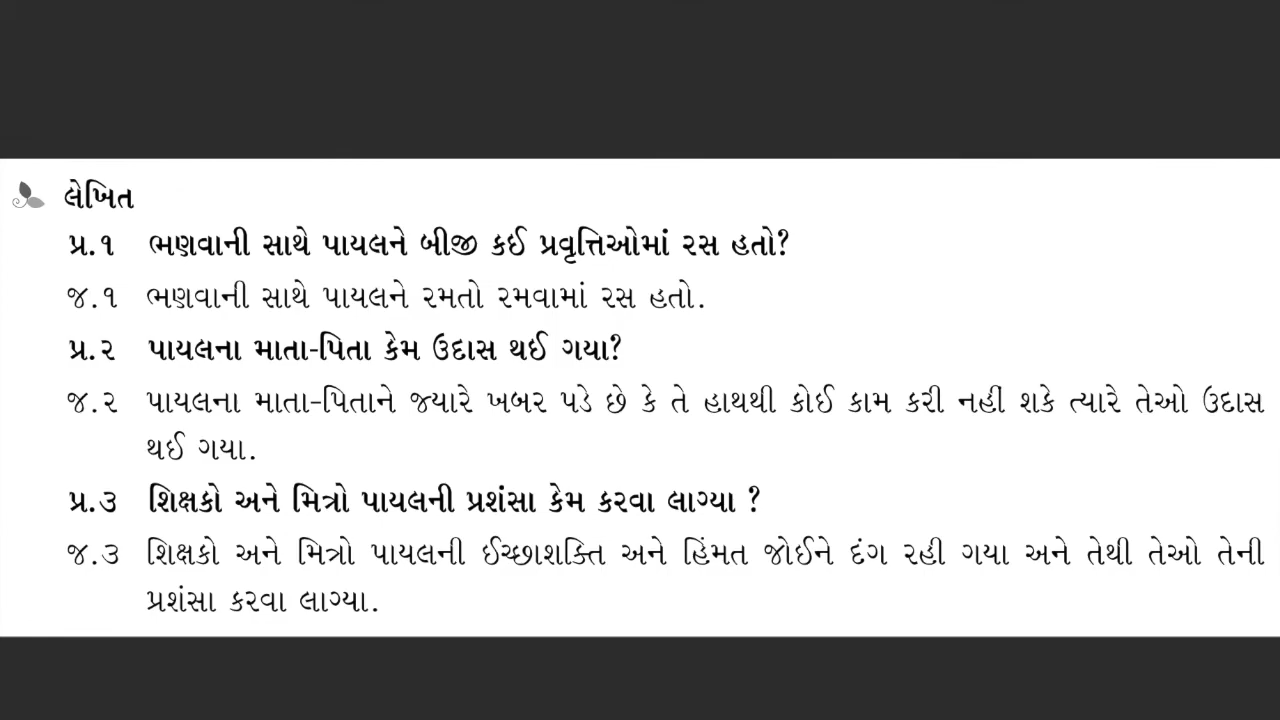 લેખિત
પ્ર.૧ ભણવાની સાથે પાયલને બીજી કઈ પ્રવૃત્તિઓમાં રસ હતો?
જ.૧ ભણવાની સાથે પાયલને રમતો રમવામાં રસ હતો.
પ્ર.૨ પાયલના માતા-પિતા કેમ ઉદાસ થઈ ગયા?
જ.૨ પાયલના માતા-પિતાને જ્યારે ખબર પડે છે કે તે હાથથી કોઈ કામ કરી નહીં શકે ત્યારે તેઓ ઉદાસ
થઈ ગયા.
પ્ર.૩ શિક્ષકો અને મિત્રો પાયલની પ્રશંસા કેમ કરવા લાગ્યા ?
જ.૩ શિક્ષકો અને મિત્રો પાયલની ઈચ્છાશક્તિ અને હિંમત જોઈને દંગ રહી ગયા અને તેથી તેઓ તેની
પ્રશંસા કરવા લાગ્યા.